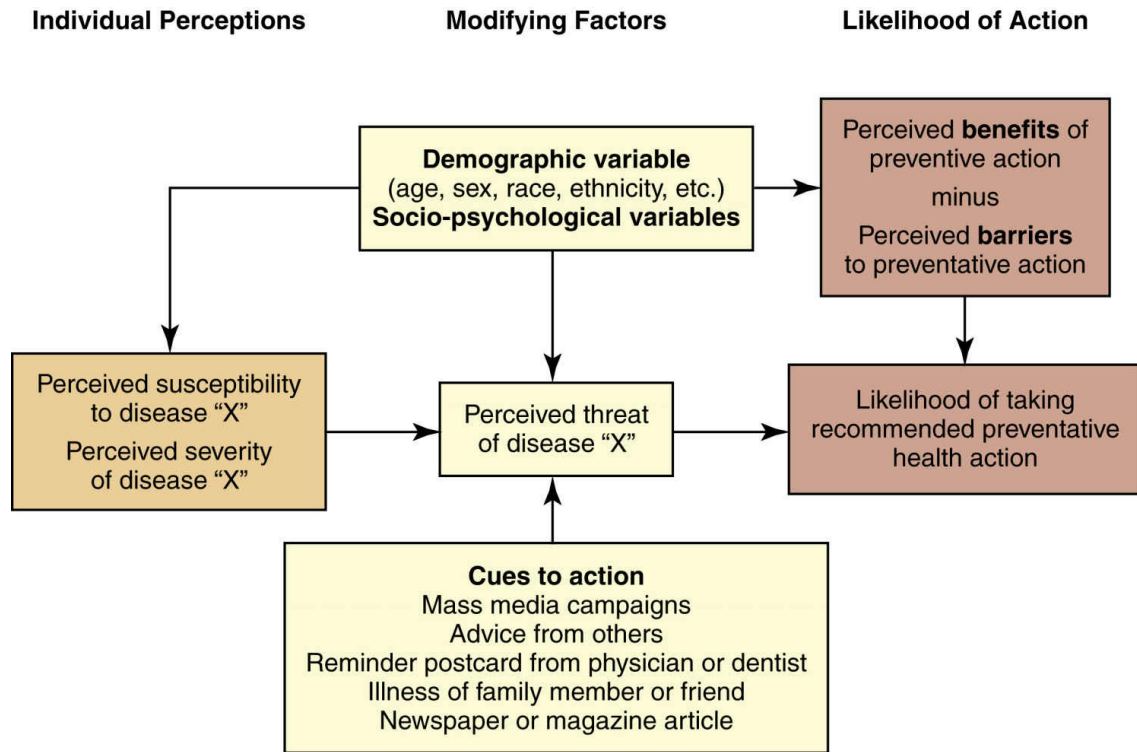 Individual Perceptions
Modifying Factors
Likelihood of Action
Demographic variable
(age, sex, race, ethnicity, etc.)
Socio-psychological variables
Perceived benefits of
preventive action
minus
Perceived barriers
to preventative action
Perceived susceptibility
to disease “X”
Perceived severity
of disease “X”
Perceived threat
of disease “X”
Likelihood of taking
recommended preventative
health action
Cues to action
Mass media campaigns
Advice from others
Reminder postcard from physician or dentist
Illness of family member or friend
Newspaper or magazine article